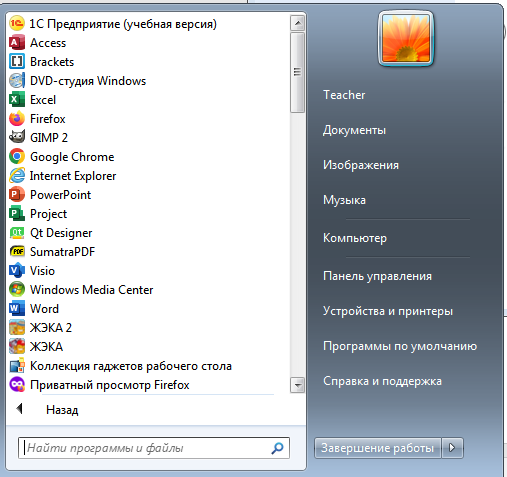 1С Предприятие (учебная версия)
Access
Brackets
DVD-студия Windows
Excel
Firefox
GIMP 2
Google Chrome
Internet Explorer
PowerPoint
Project
Qt Designer
SumatraPDF
Visio
Windows Media Center
Word
ЖЭКА 2
ЖЭКА
Коллекция гаджетов рабочего стола
Приватный просмотр Firefox
Назад
Найти программы и файлы
Teacher
Документы
Изображения
Музыка
Компьютер
Панель управления
Устройства и принтеры
Программы по умолчанию
Справка и поддержка
Завершение работы